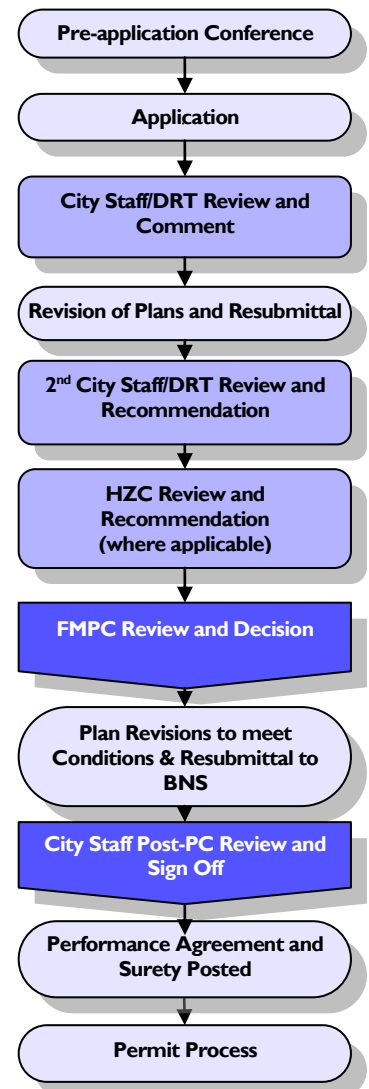 Pre-application Conference
Application
City Staff/DRT Review and
Comment
Revision of Plans and Resubmittal
2nd City Staff/DRT Review and
Recommendation
HZC Review and
Recommendation
(where applicable)
FMPC Review and Decision
Plan Revisions to meet
Conditions & Resubmittal to
BNS
City Staff Post-PC Review and
Sign Off
Performance Agreement and
Surety Posted
Permit Process